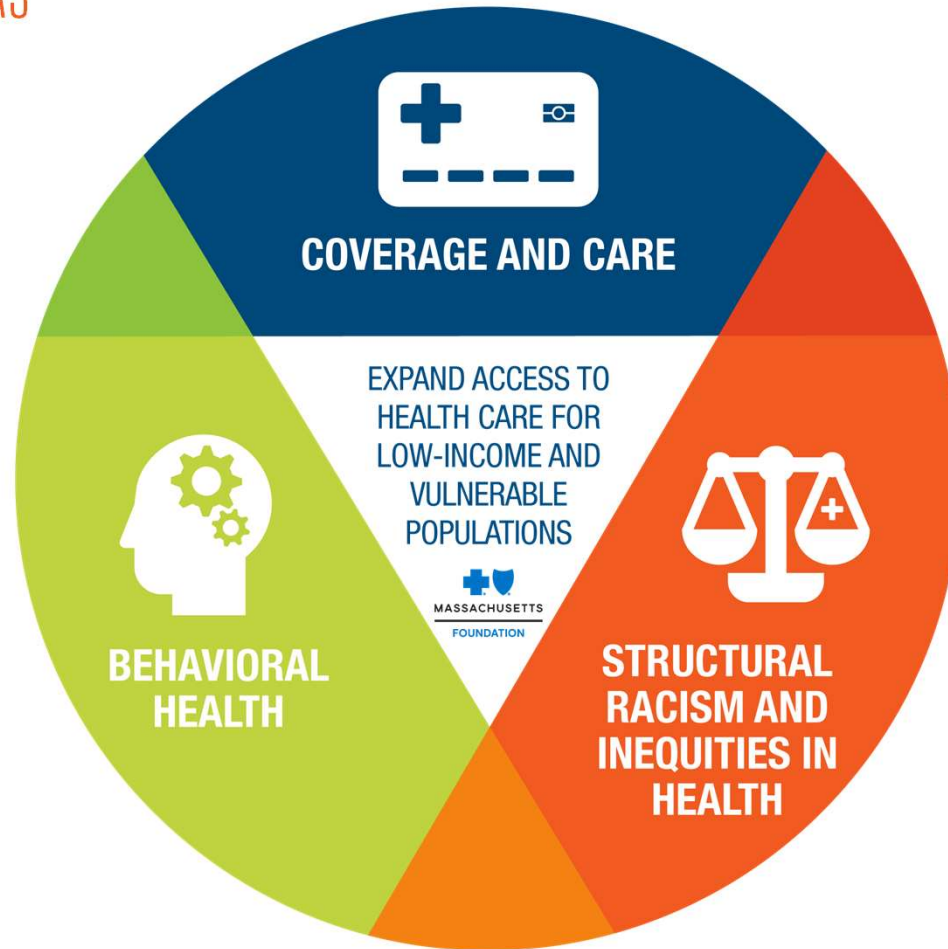 COVERAGE AND CARE
EXPAND ACCESS TO
HEALTH CARE FOR
LOW-INCOME AND
VULNERABLE
POPULATIONS
MASSACHUSETTS
FOUNDATION
BEHAVIORAL
HEALTH
STRUCTURAL
RACISM AND
INEQUITIES IN
HEALTH